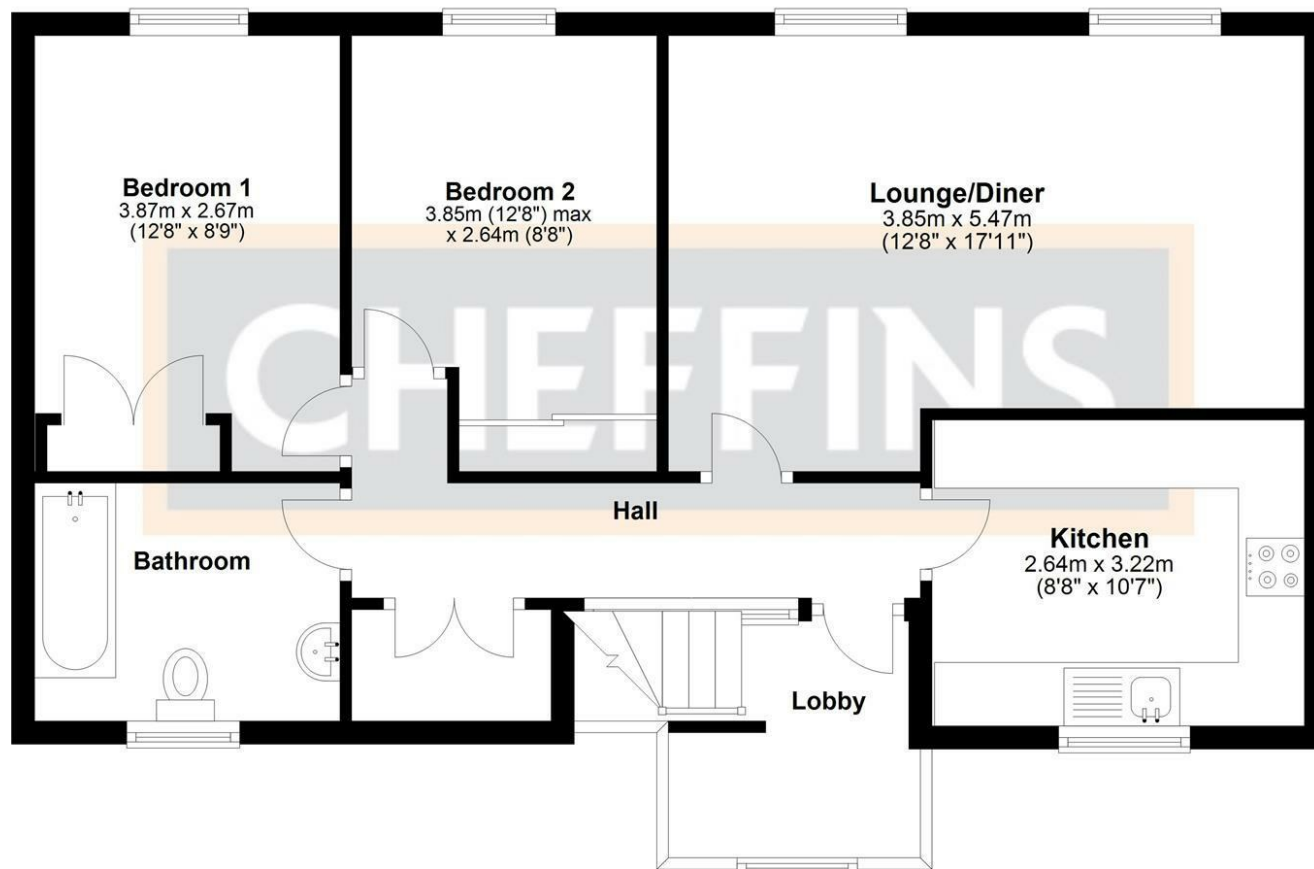 Bedroom 1
3.87m x 2.67m
(12'8" x 8'9")
Bedroom 2
3.85m (12'8") max
x 2.64m (8'8")
Lounge/Diner
3.85m x 5.47m
(12'8" x 17'11")
CHEFFINS
Hall
Bathroom
Kitchen
2.64m x 3.22m
(8'8" x 10'7")
Lobby